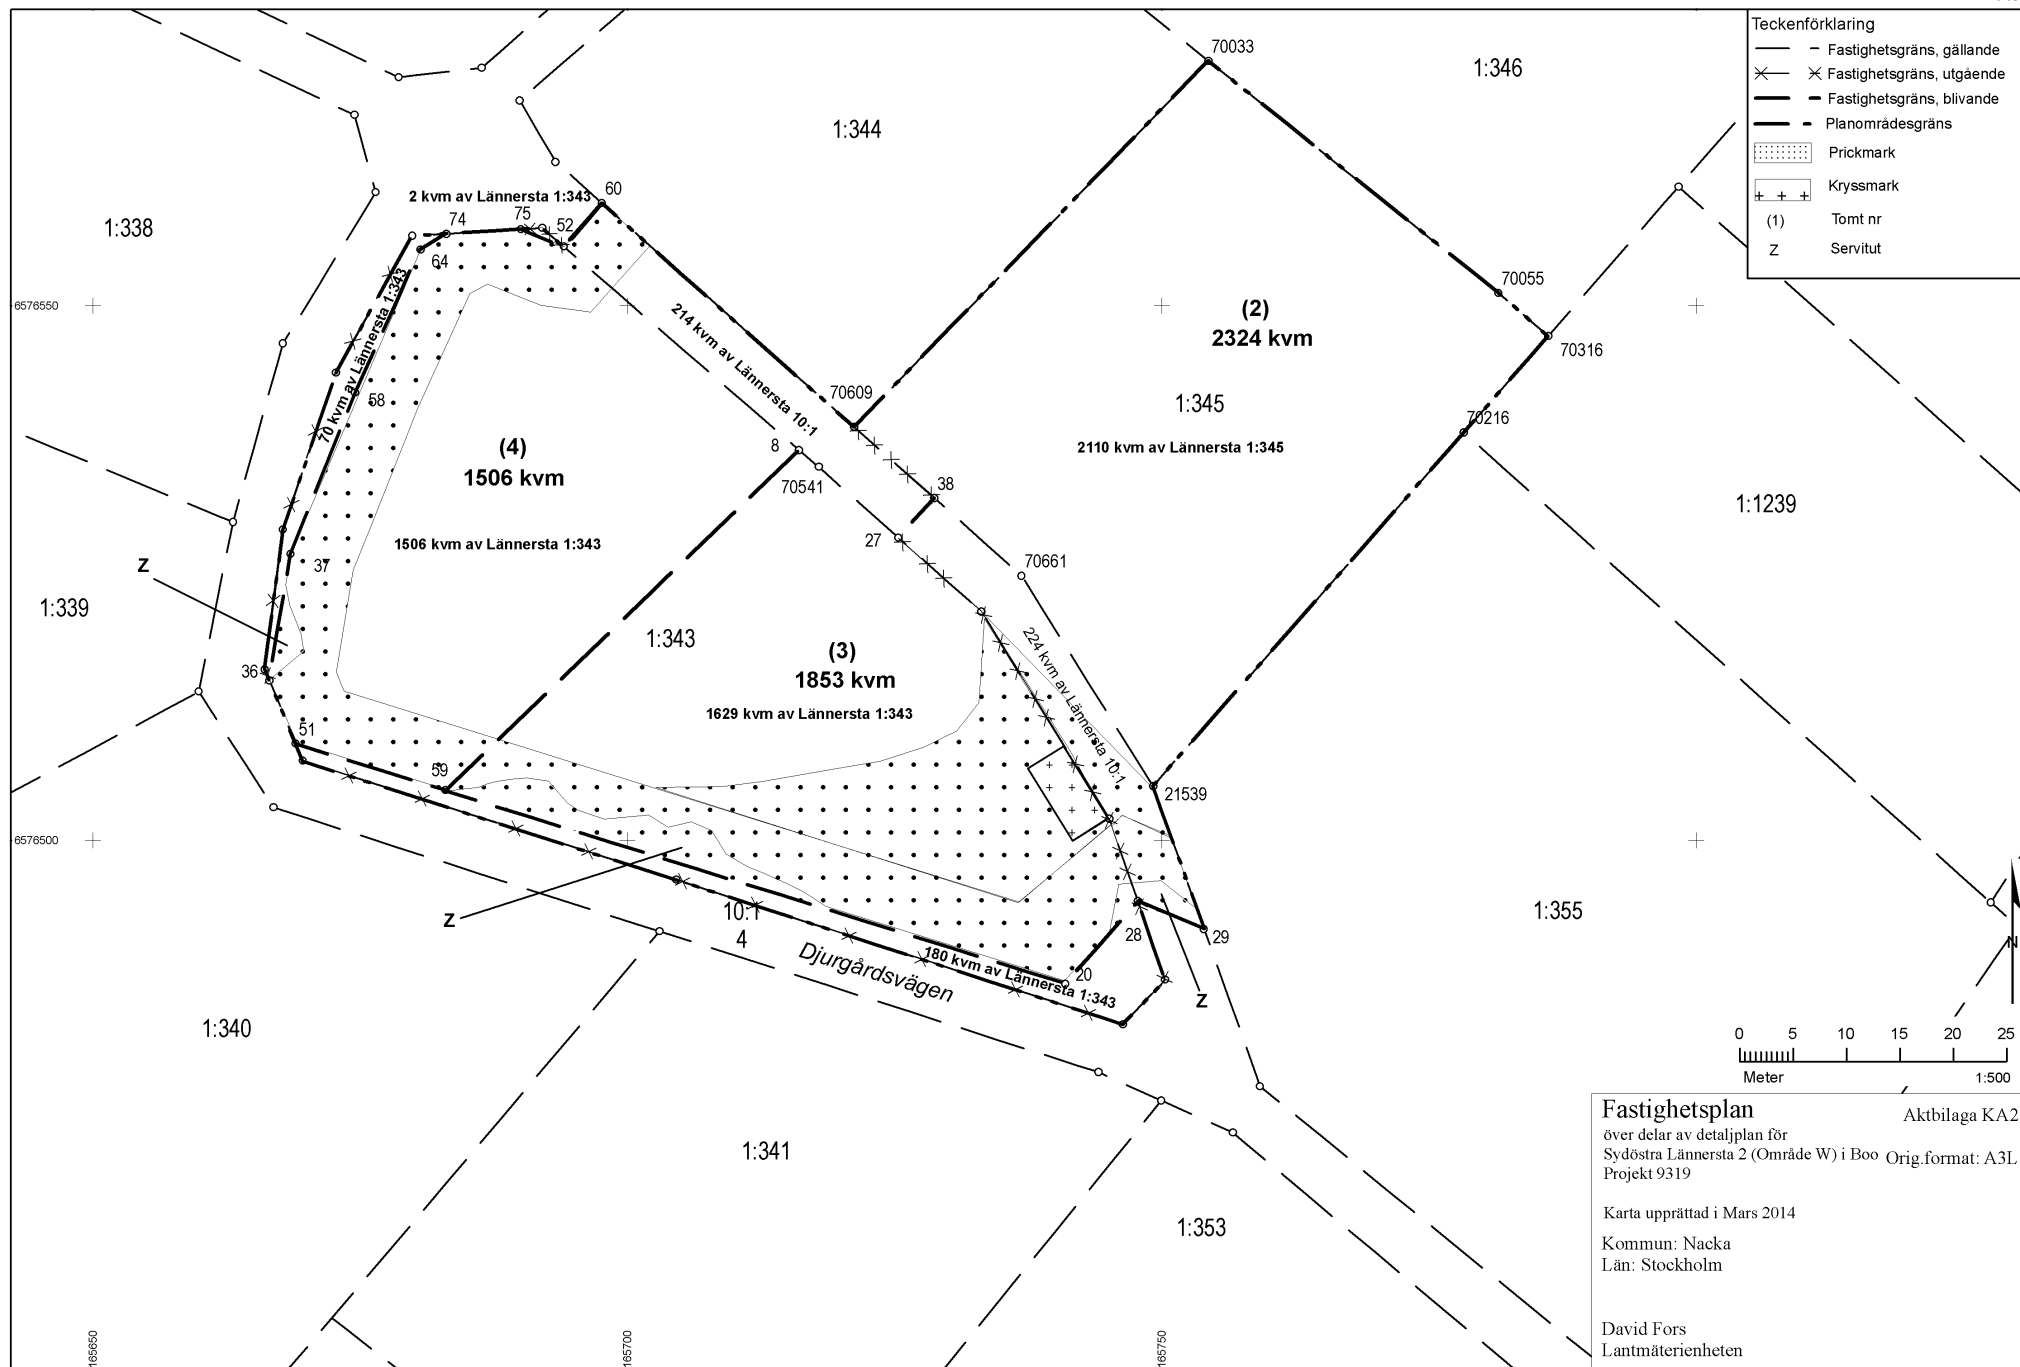 Teckenförklaring
Fastighetsgräns, gällande
Fastighetsgräns, utgående
Fastighetsgräns, blivande
Planområdesgräns
Prickmark
Kryssmark
(1) Tomt nr
Z Servitut
70033
1:346
1:344
60
2 kvm av Lännersta 1:343
75
52
74
64
1:338
70055
6576550
70 kvm av Lännersta 1:343
214 kvm av Lännersta 10:1
(2)
2324 kvm
70316
70609
58
1:345
70216
(4)
1506 kvm
8
2110 kvm av Lännersta 1:345
70541
38
1:1239
27
1506 kvm av Lännersta 1:343
37
Z
70661
1:339
1:343
(3)
1853 kvm
224 kvm av Lännersta 10:1
36
1629 kvm av Lännersta 1:343
51
59
21539
6576500
Z
10:1
4
Djurgårdsvägen
180 kvm av Lännersta 1:343
20
28
29
Z
1:355
N
1:340
0 5 10 15 20 25
Meter 1:500
1:341
1:353
Fastighetsplan
Aktbilaga KA2
över delar av detaljplan för
Sydöstra Lännersta 2 (Område W) i Boo
Orig.format: A3L
Projekt 9319
Karta upprättad i Mars 2014
Kommun: Nacka
Län: Stockholm
David Fors
Lantmäterienheten
165650
165700
165750